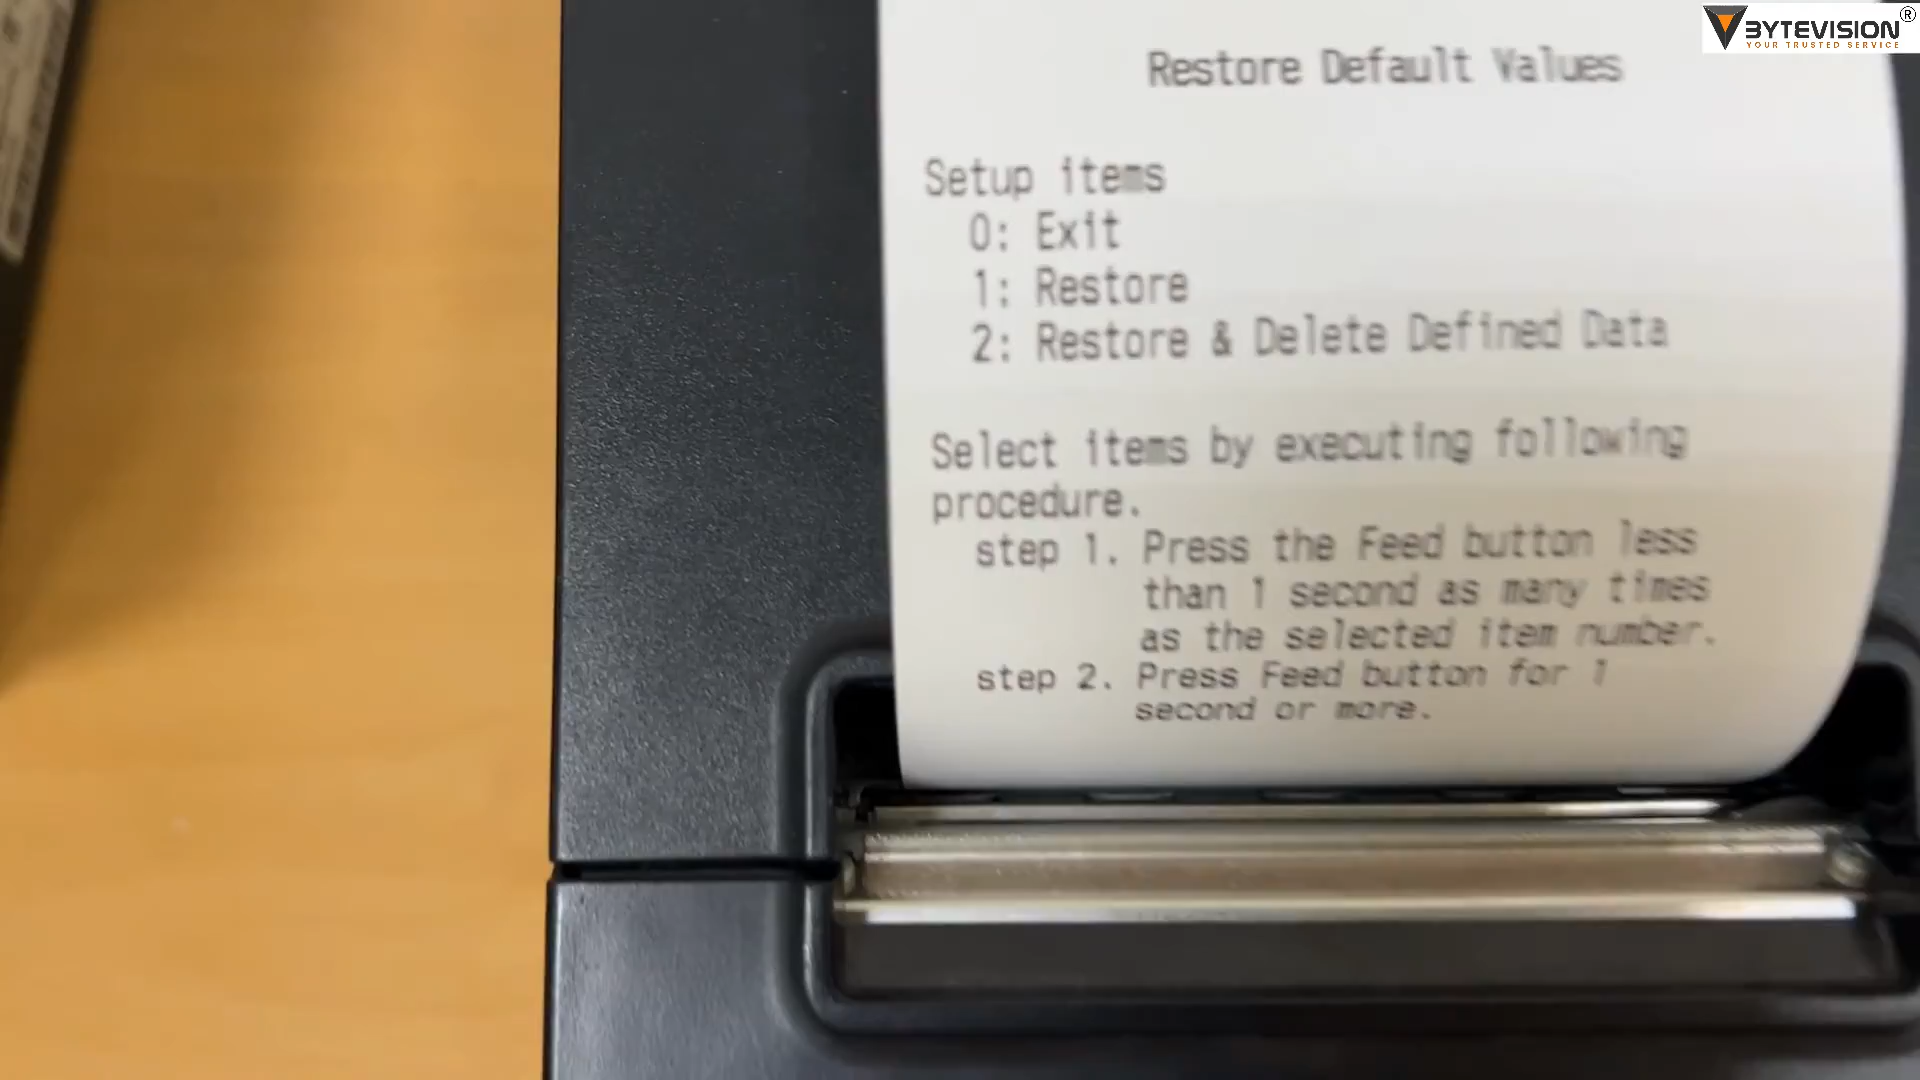 BYTEVISION®
YOUR TRUSTED SERVICE
Restore Default Values
Setup items
0: Exit
1: Restore
2: Restore & Delete Defined Data
Select items by executing following
procedure.
step 1. Press the Feed button less
than 1 second as many times
as the selected item number.
step 2. Press Feed button for 1
second or more.